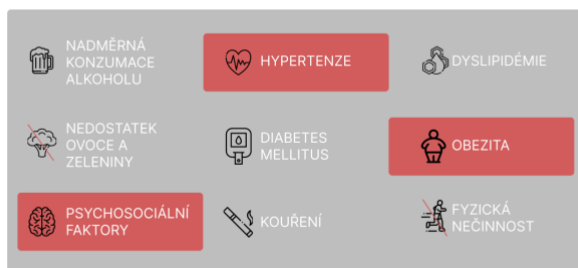 NADMĚRNÁ
KONZUMACE
ALKOHOLU
HYPERTENZE
DYSLIPIDÉMIE
NEDOSTATEK
OVOCE A
ZELENINY
DIABETES
MELLITUS
OBEZITA
PSYCHOSOCIÁLNÍ
FAKTORY
KOUŘENÍ
FYZICKÁ
NEČINNOST